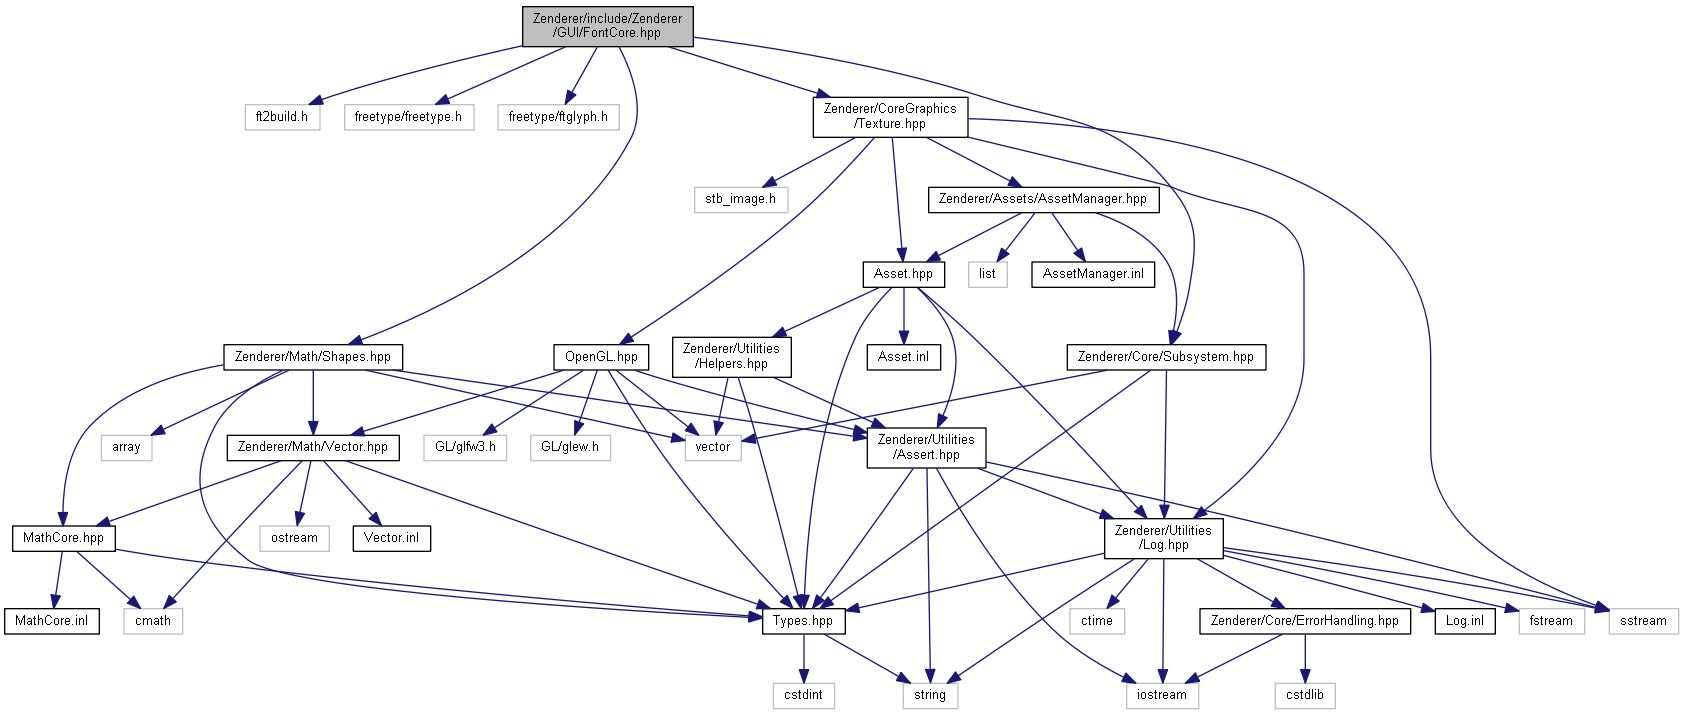 Zenderer/include/Zenderer
/GUI/FontCore.hpp
ft2build.h
freetype/freetype.h
freetype/ftglyph.h
Zenderer/CoreGraphics
/Texture.hpp
stb_image.h
Zenderer/Assets/AssetManager.hpp
Asset.hpp
list
AssetManager.inl
Zenderer/Math/Shapes.hpp
OpenGL.hpp
Zenderer/Utilities
/Helpers.hpp
Asset.inl
Zenderer/Core/Subsystem.hpp
array
Zenderer/Math/Vector.hpp
GL/glfw3.h
GL/glew.h
vector
Zenderer/Utilities
/Assert.hpp
MathCore.hpp
ostream
Vector.inl
Zenderer/Utilities
/Log.hpp
MathCore.inl
cmath
Types.hpp
ctime
Zenderer/Core/ErrorHandling.hpp
Log.inl
fstream
sstream
cstdint
string
iostream
cstdlib